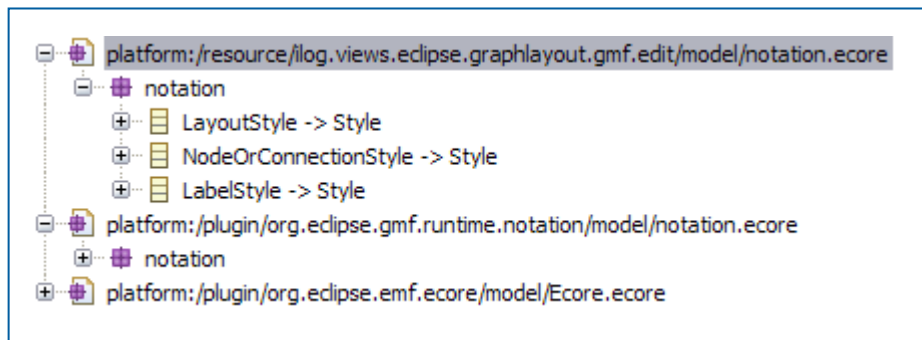 platform:/resource/ilog.views.eclipse.graphlayout.gmf.edit/model/notation.ecore
notation
LayoutStyle -> Style
NodeOrConnectionStyle -> Style
LabelStyle -> Style
platform:/plugin/org.eclipse.gmf.runtime.notation/model/notation.ecore
notation
platform:/plugin/org.eclipse.emf.ecore/model/Ecore.ecore